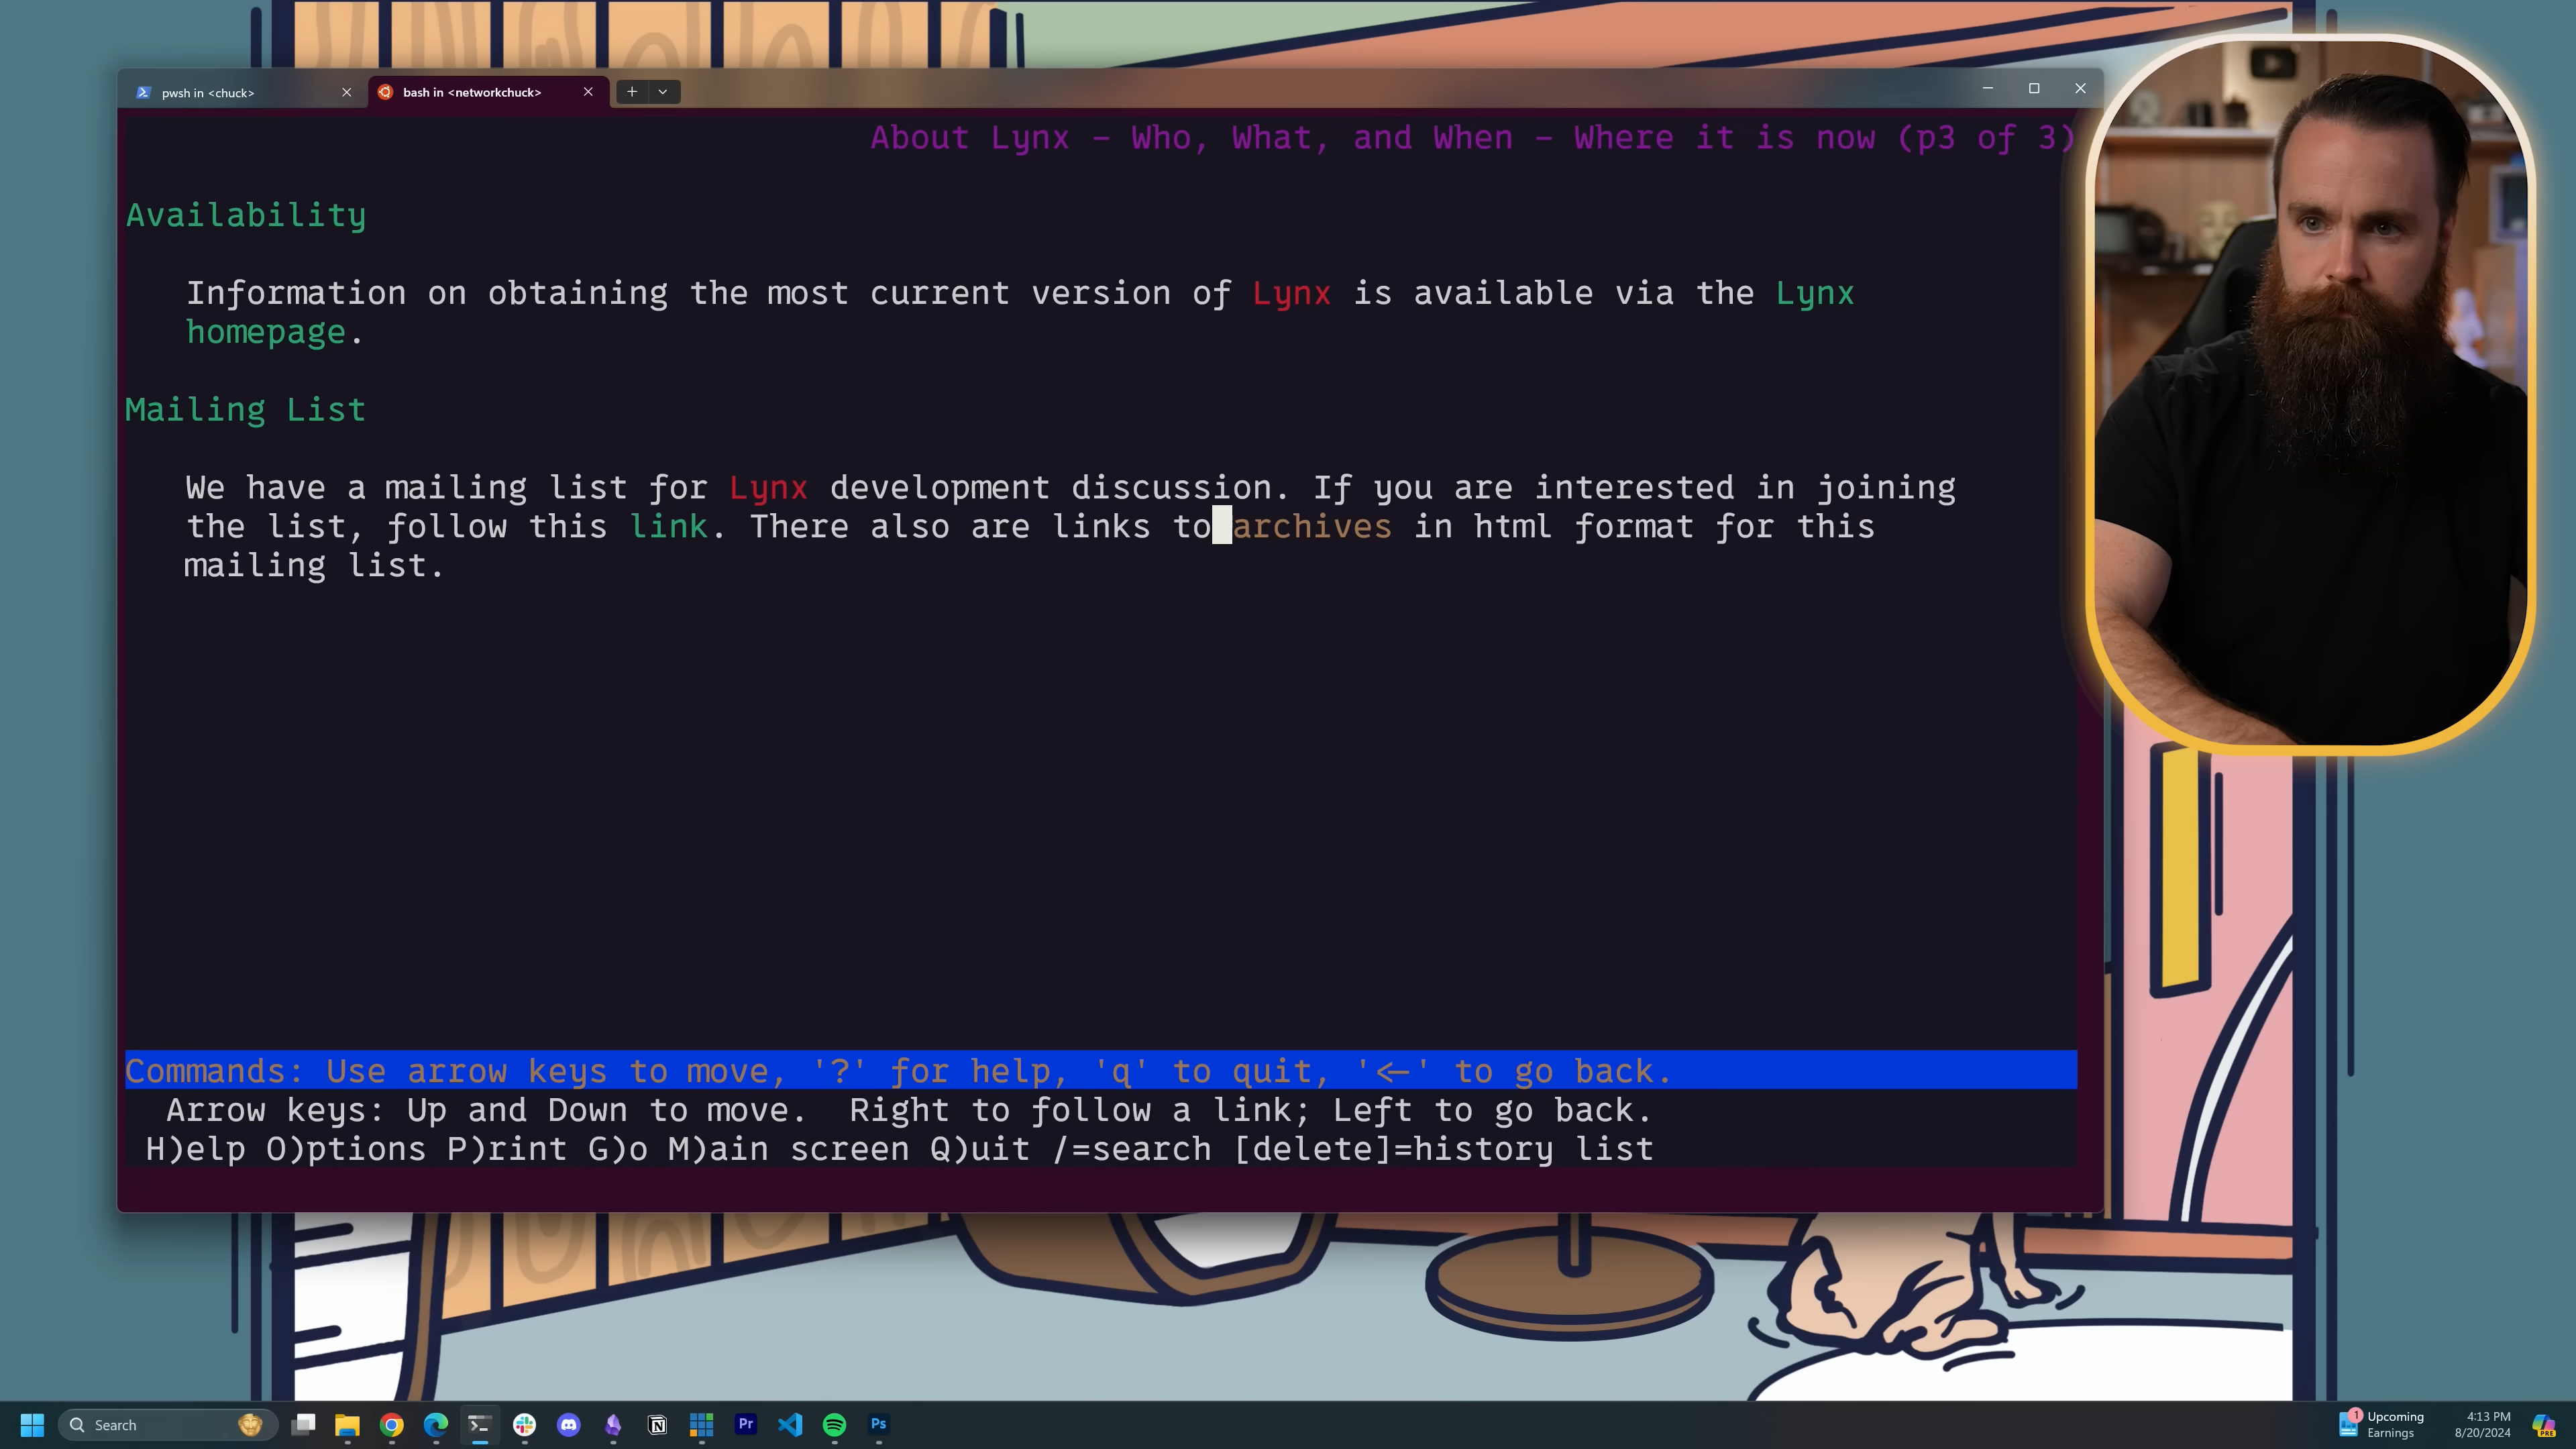 pwsh in <chuck>
bash in <networkchuck>
About Lynx - Who, What, and When - Where it is now (p3 of 3)
Availability
Information on obtaining the most current version of Lynx is available via the Lynx
homepage.
Mailing List
We have a mailing list for Lynx development discussion. If you are interested in joining
the list, follow this link. There also are links to archives in html format for this
mailing list.
Commands: Use arrow keys to move, '?' for help, 'q' to quit, '<-' to go back.
Arrow keys: Up and Down to move.  Right to follow a link; Left to go back.
H)elp O)ptions P)rint G)o M)ain screen Q)uit /=search [delete]=history list
Search
Pr
Ps
1
Upcoming
Earnings
4:13 PM
8/20/2024
PRE